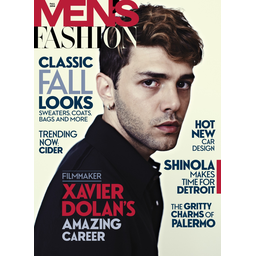 MEN'S
FASHION
CLASSIC
FALL
LOOKS
SWEATERS, COATS,
BAGS AND MORE
TRENDING
NOW:
CIDER
FILMMAKER
XAVIER
DOLAN'S
AMAZING
CAREER
HOT
NEW
CAR
DESIGN
SHINOLA
MAKES
TIME FOR
DETROIT
THE GRITTY
CHARMS OF
PALERMO